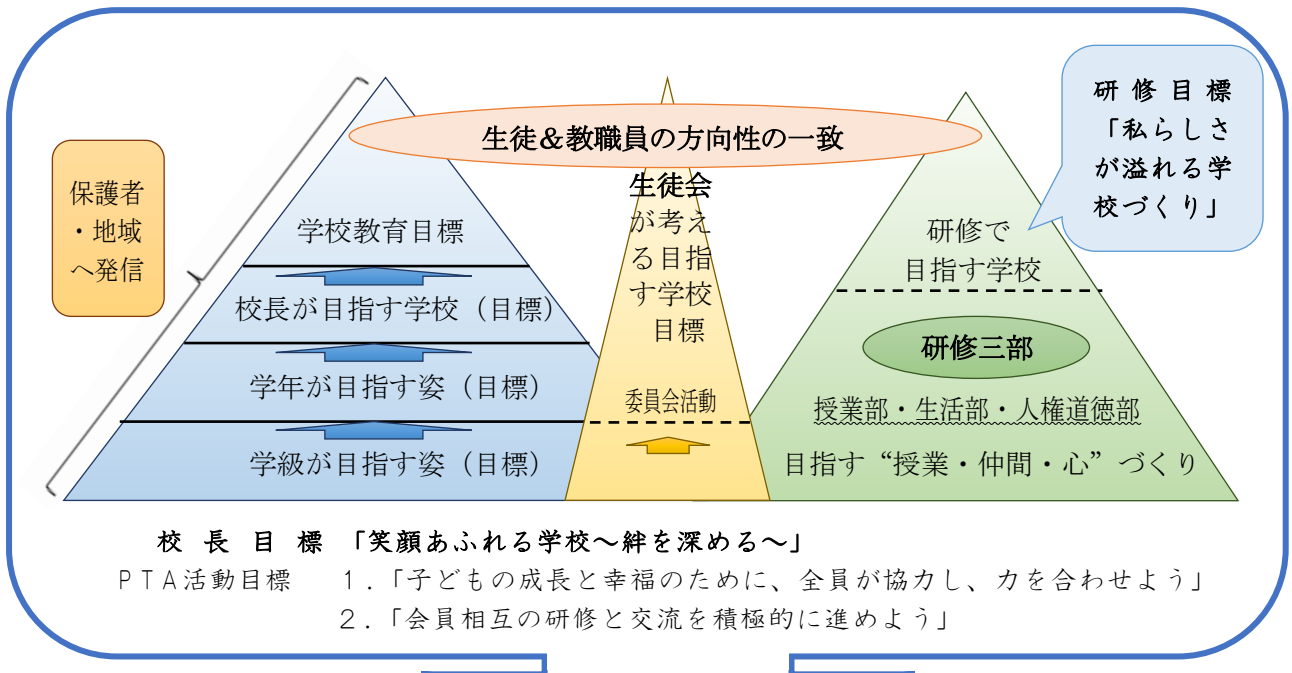 研修目標
「私らしさ
が溢れる学
校づくり」
生徒&教職員の方向性の一致
保護者
・地域
へ発信
学校教育目標
校長が目指す学校(目標)
学年が目指す姿(目標)
学級が目指す姿(目標)
生徒会
が考え
る目指
す学校
目標
委員会活動
研修で
目指す学校
研修三部
授業部・生活部・人権道徳部
目指す“授業・仲間・心”づくり
校長目標「笑顔あふれる学校~絆を深める~」
PTA活動目標 1.「子どもの成長と幸福のために、全員が協力し、力を合わせよう」
2.「会員相互の研修と交流を積極的に進めよう」